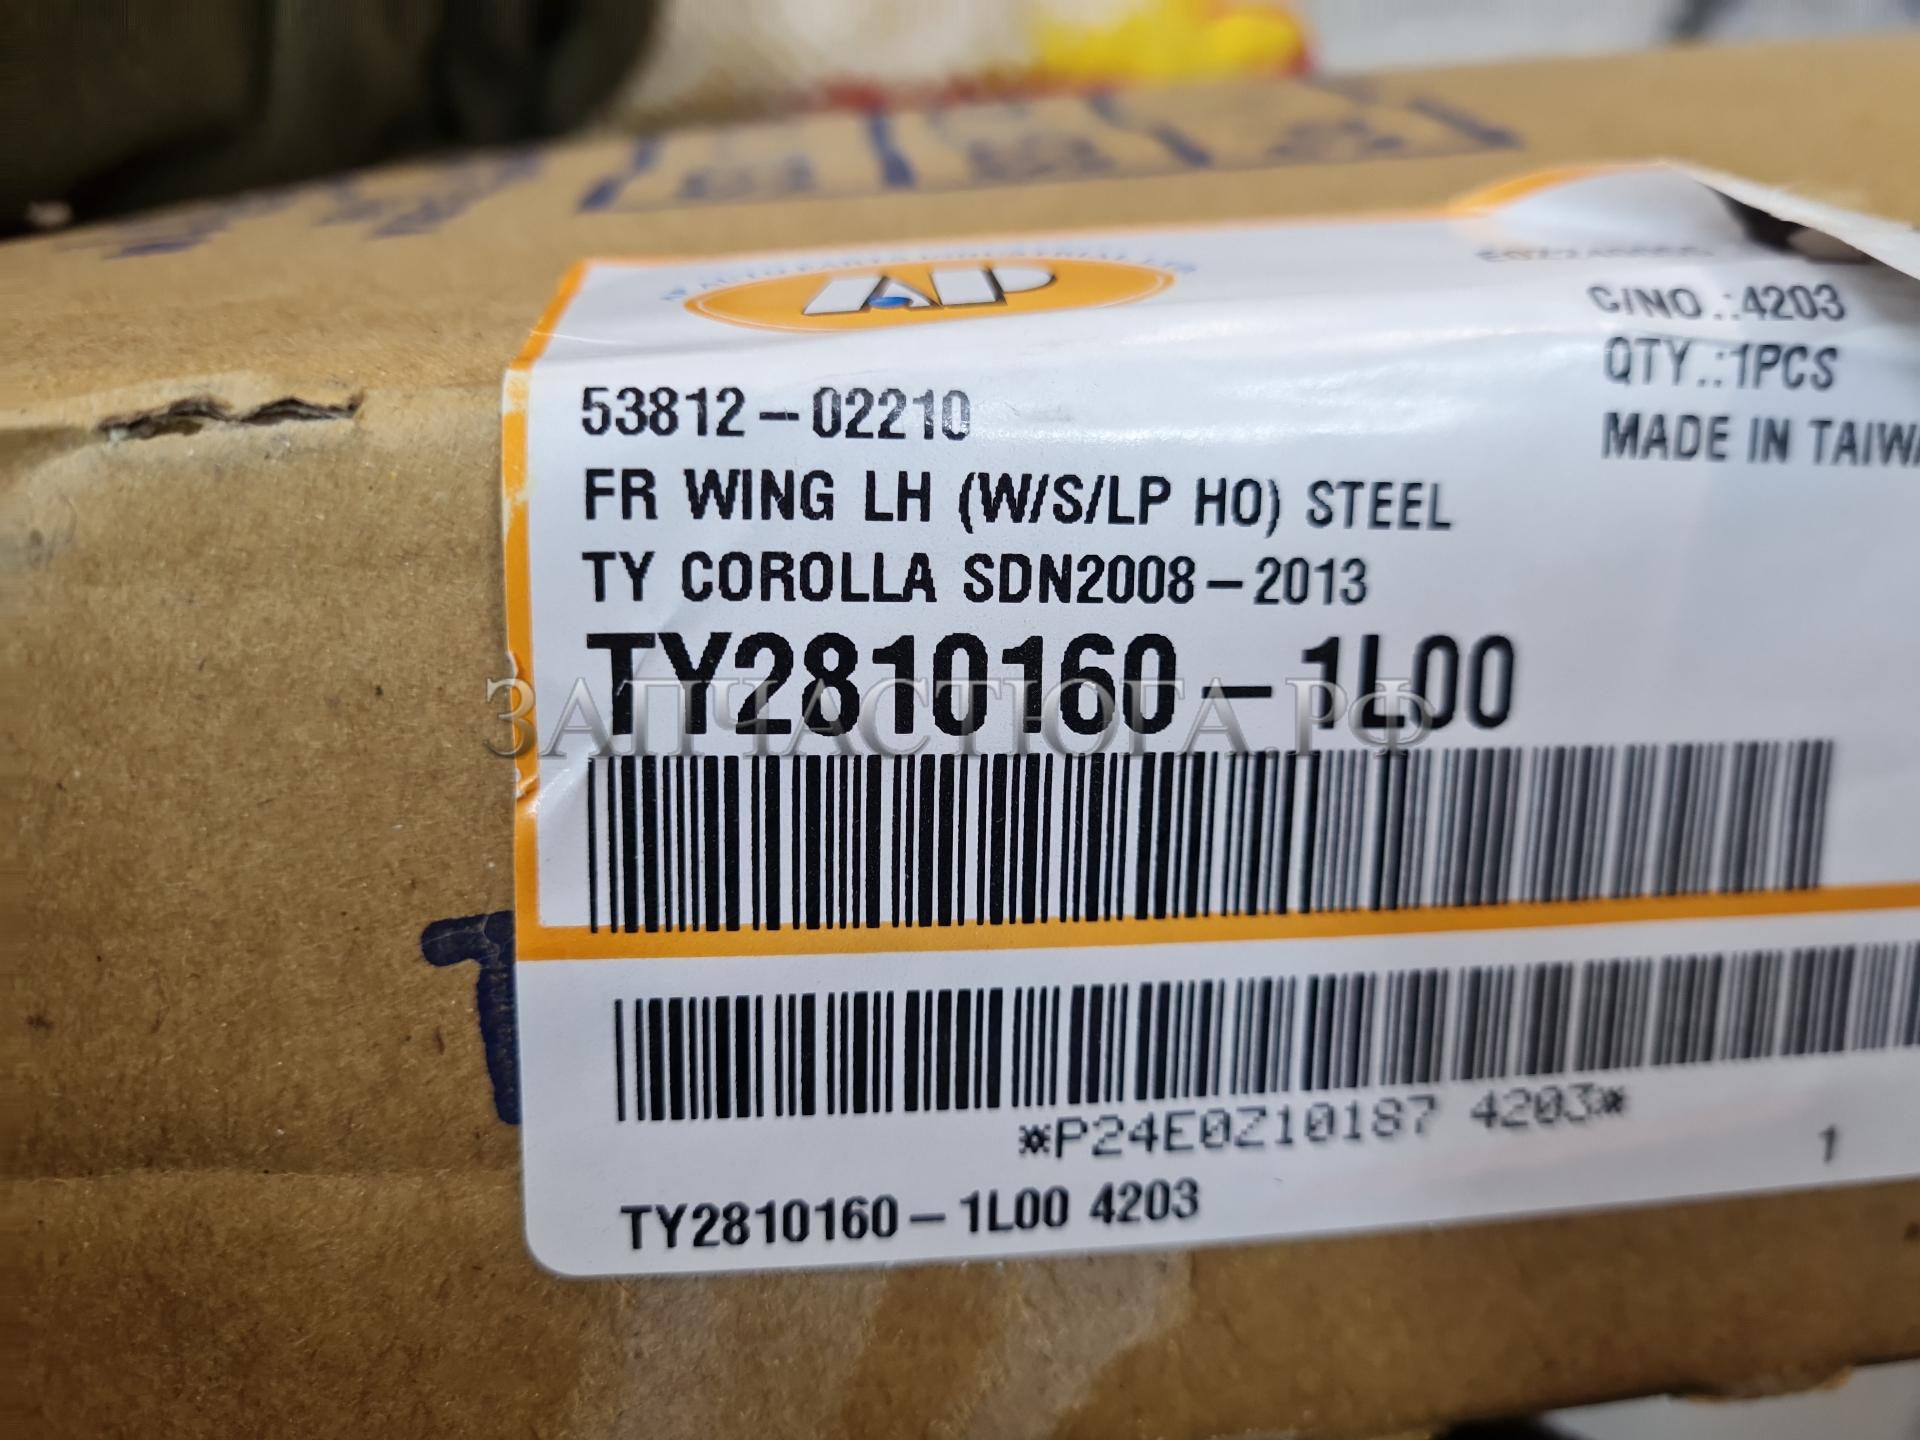 AP
C/NO.:4203
QTY.:1PCS
MADE IN
53812-02210
FR WING LH (W/S/LP HO) STEEL
TY COROLLA SDN2008-2013
TY2810160-1L00
ЗАПЧАСТЮГА.РФ
*P24E0Z10187 4203*
1
TY2810160-1L00 4203